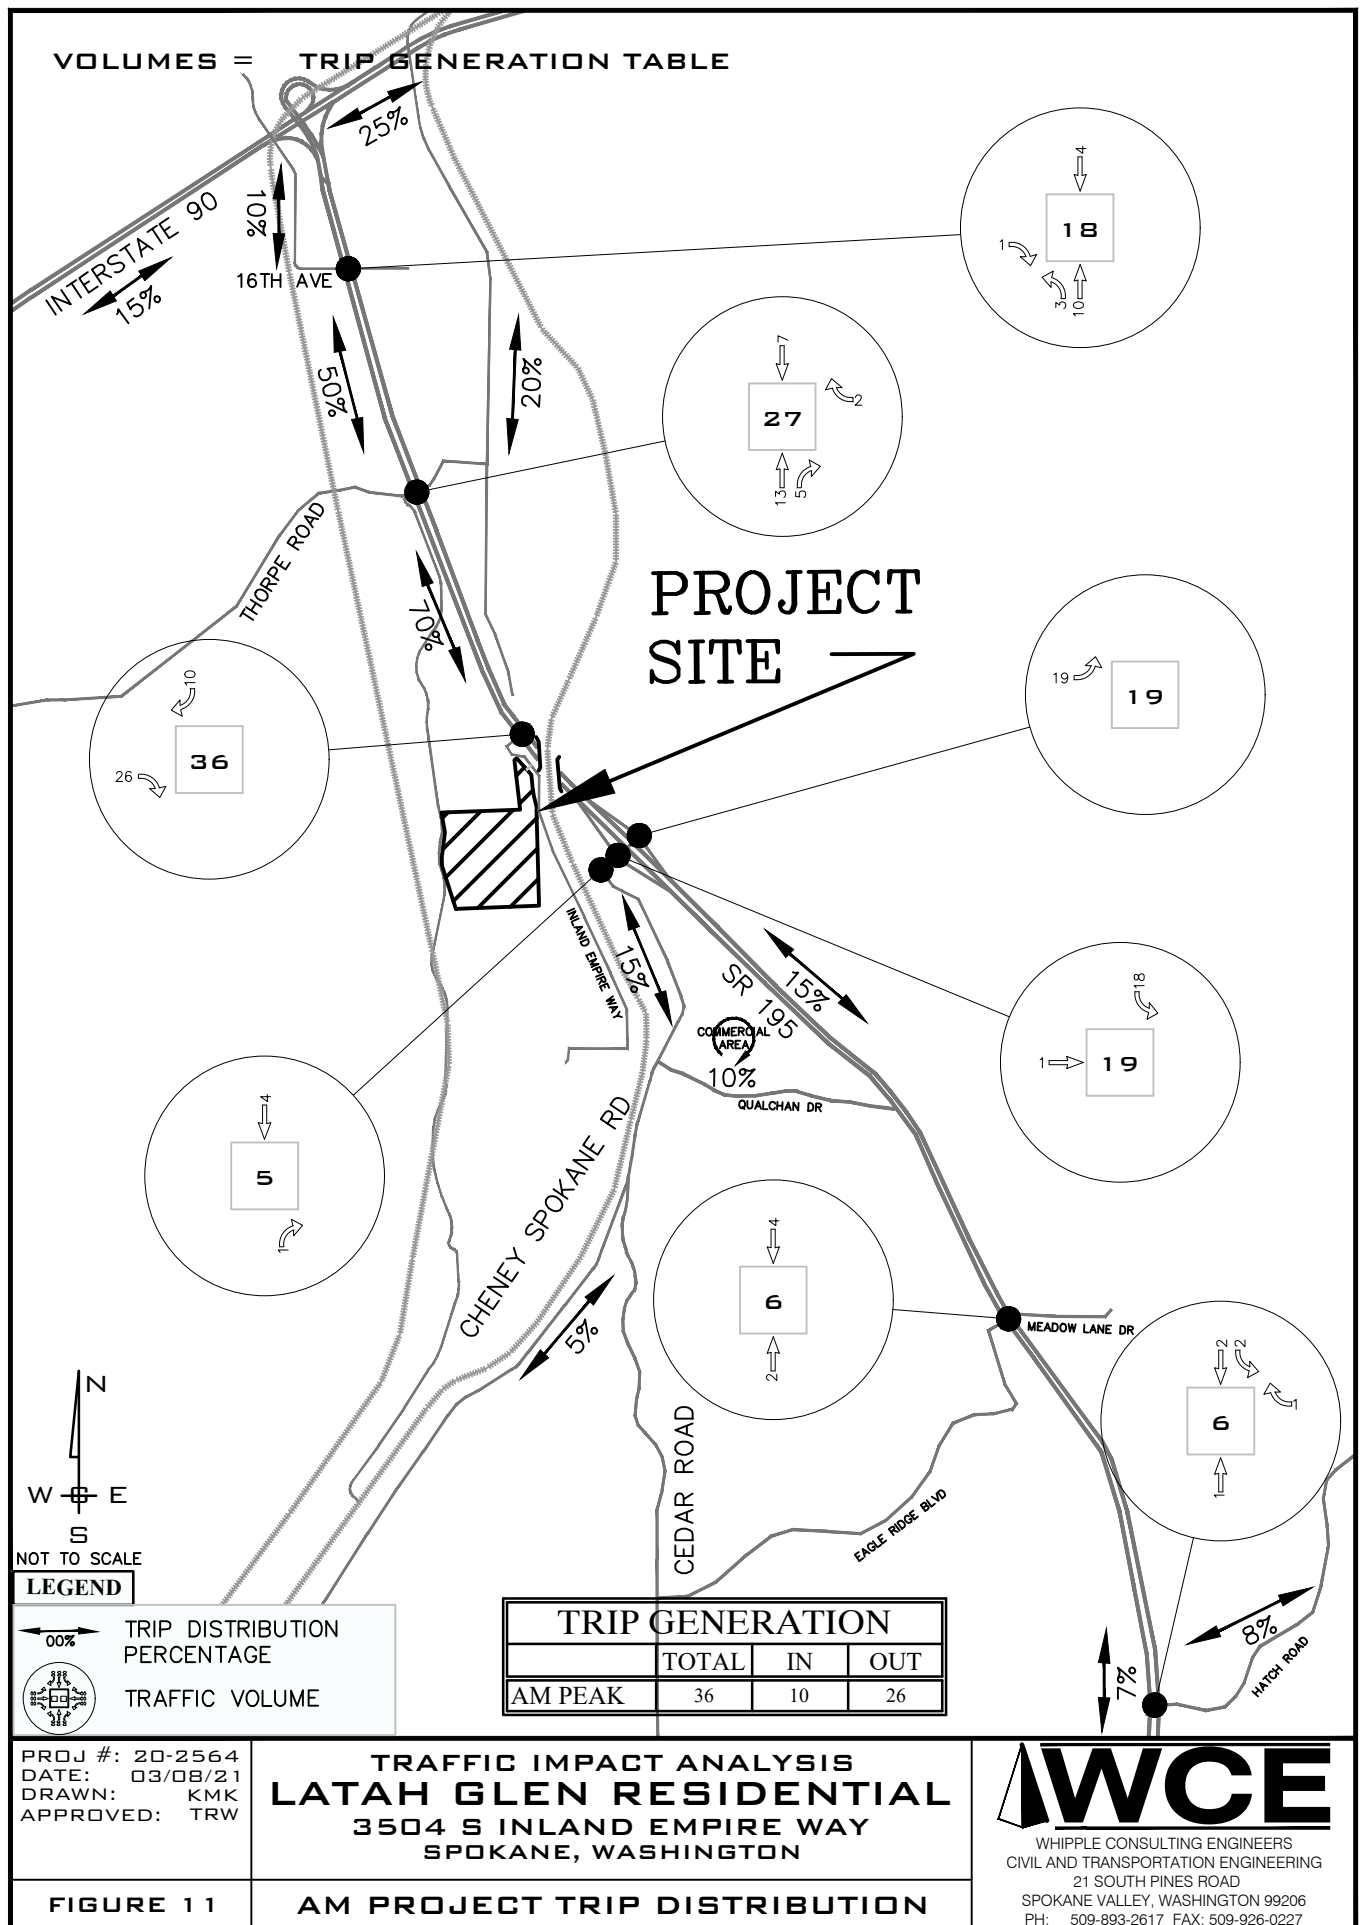 VOLUMES = TRIP GENERATION TABLE
25%
10%
INTERSTATE 90
15%
16TH AVE
4
18
1
3
10
50%
20%
7
27
2
13
5
THORPE ROAD
70%
PROJECT
SITE
10
36
26
19
19
INLAND EMPIRE WAY
15%
SR 195
15%
COMMERCIAL
AREA
10%
QUALCHAN DR
18
1
19
4
5
1
CHENEY SPOKANE RD
5%
4
6
2
MEADOW LANE DR
2
2
1
6
1
N
W E
S
NOT TO SCALE
CEDAR ROAD
EAGLE RIDGE BLVD
8%
HATCH ROAD
7%
LEGEND
00%
TRIP DISTRIBUTION
PERCENTAGE
TRAFFIC VOLUME
TRIP GENERATION
TOTAL IN OUT
AM PEAK 36 10 26
PROJ #: 20-2564
DATE: 03/08/21
DRAWN: KMK
APPROVED: TRW
FIGURE 11
TRAFFIC IMPACT ANALYSIS
LATAH GLEN RESIDENTIAL
3504 S INLAND EMPIRE WAY
SPOKANE, WASHINGTON
AM PROJECT TRIP DISTRIBUTION
WCE
WHIPPLE CONSULTING ENGINEERS
CIVIL AND TRANSPORTATION ENGINEERING
21 SOUTH PINES ROAD
SPOKANE VALLEY, WASHINGTON 99206
PH: 509-893-2617 FAX: 509-926-0227